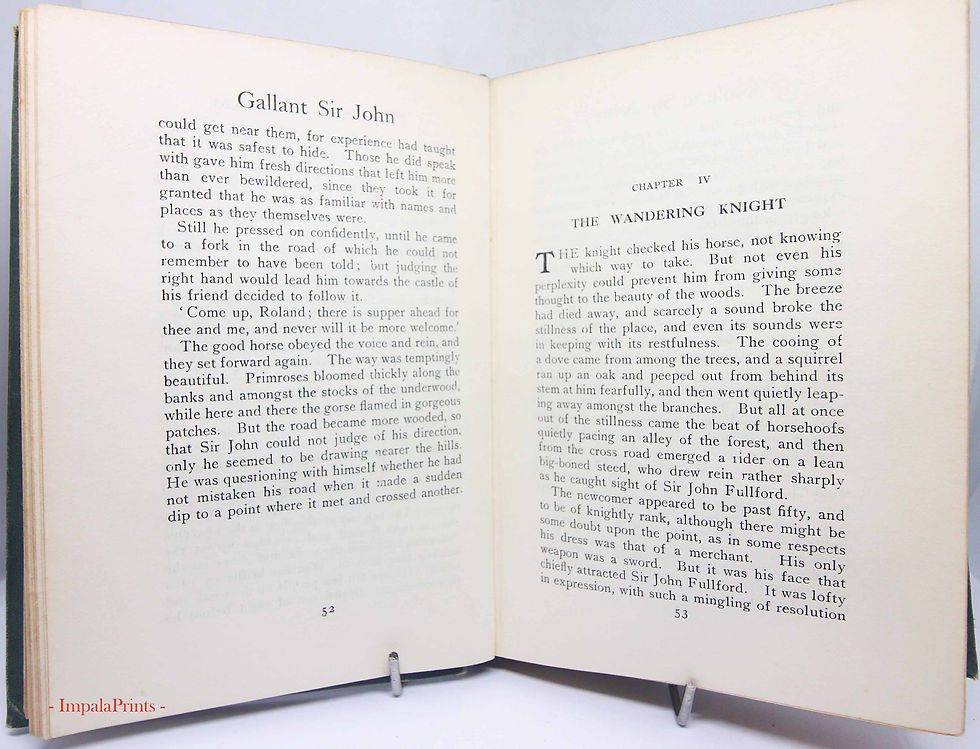 Gallant Sir John
could get near them, for experience had taught
that it was safest to hide. Those he did speak
with gave him fresh directions that left him more
than ever bewildered, since they took it for
granted that he was as familiar with names and
places as they themselves were.
Still he pressed on confidently, until he came
to a fork in the road of which he could not
remember to have been told; but judging the
right hand would lead him towards the castle of
his friend decided to follow it.
‘Come up, Roland; there is supper ahead for
thee and me, and never will it be more welcome.’
The good horse obeyed the voice and rein, and
they set forward again. The way was temptingly
beautiful. Primroses bloomed thickly along the
banks and amongst the stocks of the underwood,
while here and there the gorse flamed in gorgeous
patches. But the road became more wooded, so
that Sir John could not judge of his direction,
only he seemed to be drawing nearer the hills.
He was questioning with himself whether he had
not mistaken his road when it made a sudden
dip to a point where it met and crossed another.
52
CHAPTER IV
THE WANDERING KNIGHT
THE knight checked his horse, not knowing
which way to take. But not even his
perplexity could prevent him from giving some
thought to the beauty of the woods. The breeze
had died away, and scarcely a sound broke the
stillness of the place, and even its sounds were
in keeping with its restfulness. The cooing of
a dove came from among the trees, and a squirrel
ran up an oak and peeped out from behind its
stem at him fearfully, and then went quietly leap-
ing away amongst the branches. But all at once
out of the stillness came the beat of horsehoofs
quietly pacing an alley of the forest, and then
from the cross road emerged a rider on a lean
big-boned steed, who drew rein rather sharply
as he caught sight of Sir John Fullford.
The newcomer appeared to be past fifty, and
to be of knightly rank, although there might be
some doubt upon the point, as in some respects
his dress was that of a merchant. His only
weapon was a sword. But it was his face that
chiefly attracted Sir John Fullford. It was lofty
in expression, with such a mingling of resolution
53
- ImpalaPrints -